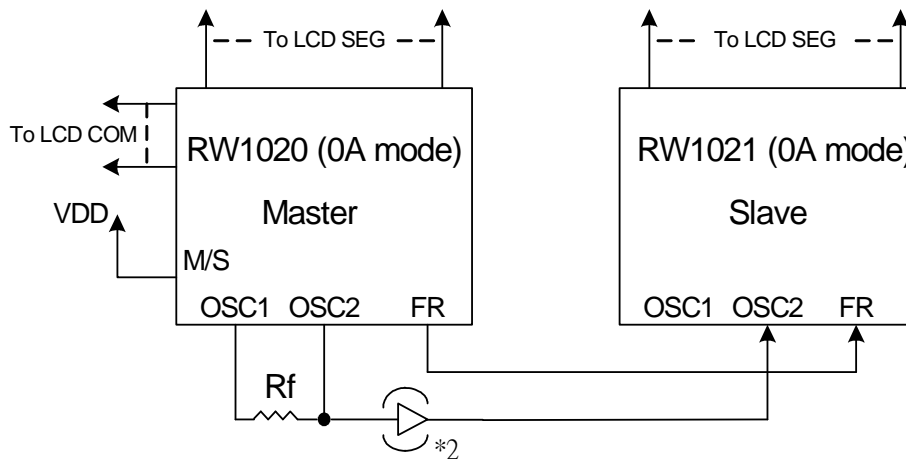 To LCD SEG
To LCD SEG
To LCD COM
RW1020 (0A mode)
RW1021 (0A mode)
Master
Slave
VDD
M/S
OSC1 OSC2 FR
OSC1 OSC2 FR
Rf
*2